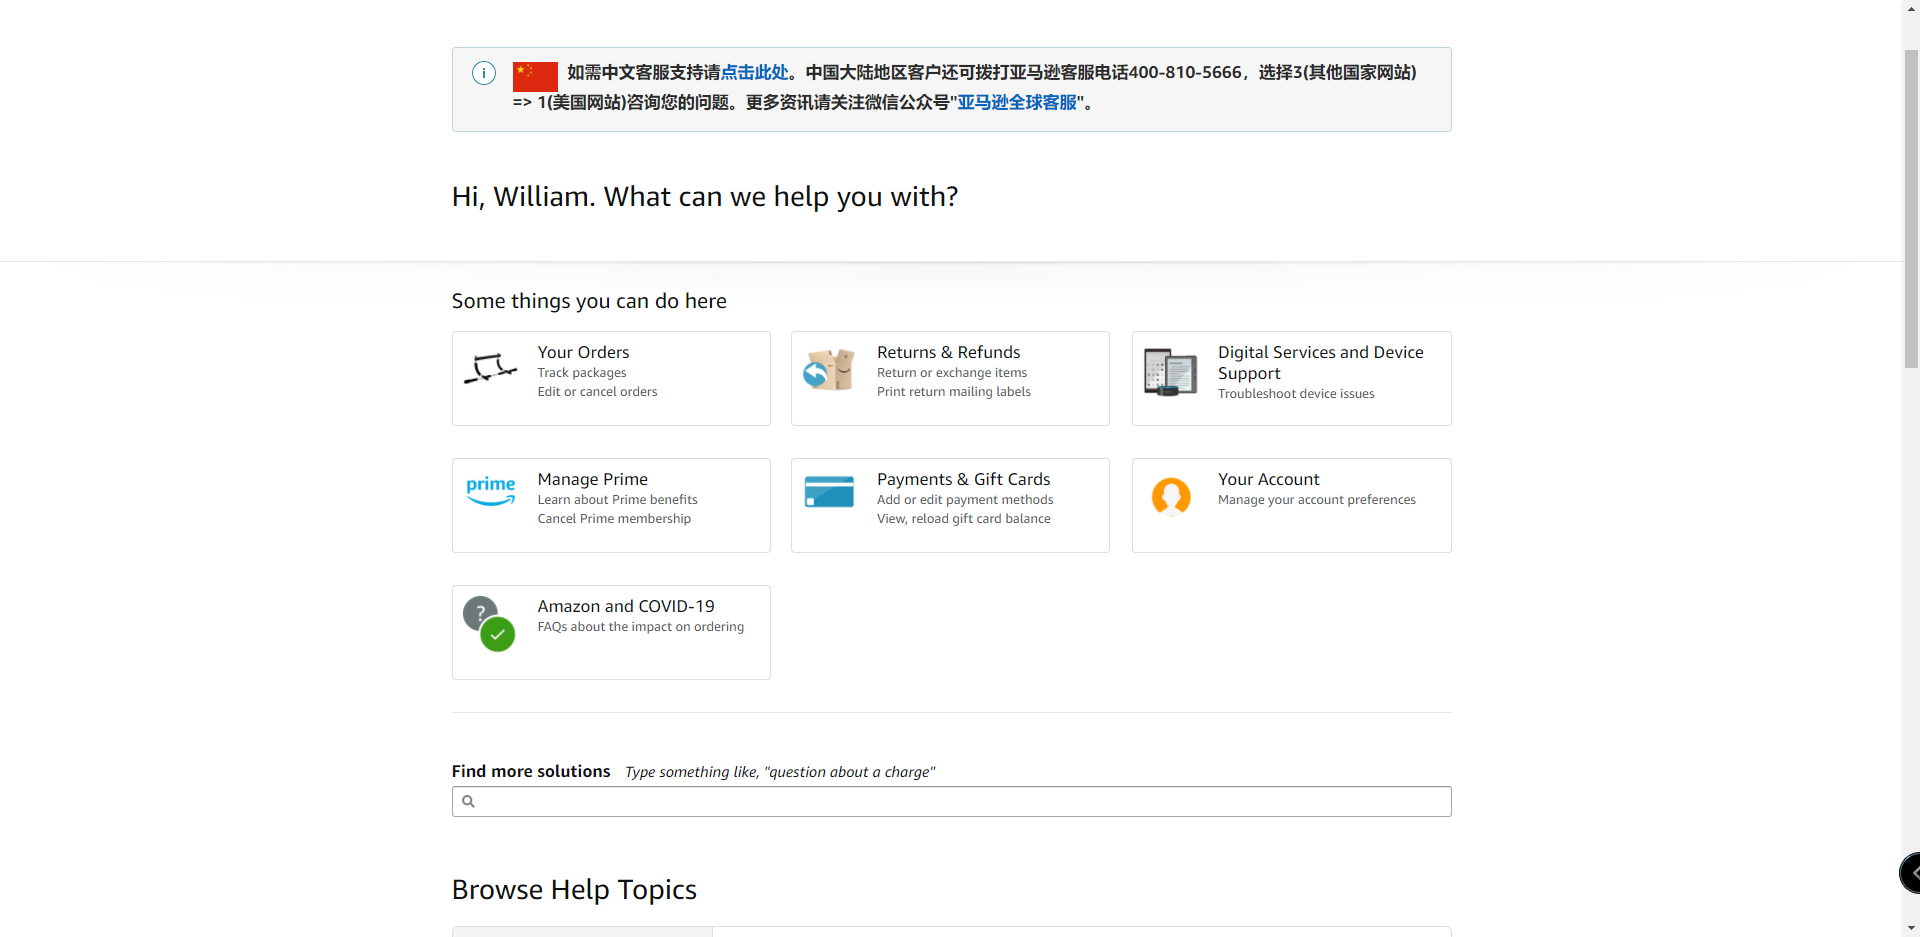 如需中文客服支持请点击此处。中国大陆地区客户还可拨打亚马逊客服电话400-810-5666，选择3(其他国家网站)
=> 1(美国网站)咨询您的问题。更多资讯请关注微信公众号"亚马逊全球客服"。
Hi, William. What can we help you with?
Some things you can do here
Your Orders
Track packages
Edit or cancel orders
Returns & Refunds
Return or exchange items
Print return mailing labels
Digital Services and Device
Support
Troubleshoot device issues
prime
Manage Prime
Learn about Prime benefits
Cancel Prime membership
Payments & Gift Cards
Add or edit payment methods
View, reload gift card balance
Your Account
Manage your account preferences
Amazon and COVID-19
FAQs about the impact on ordering
Find more solutions Type something like, "question about a charge"
Browse Help Topics